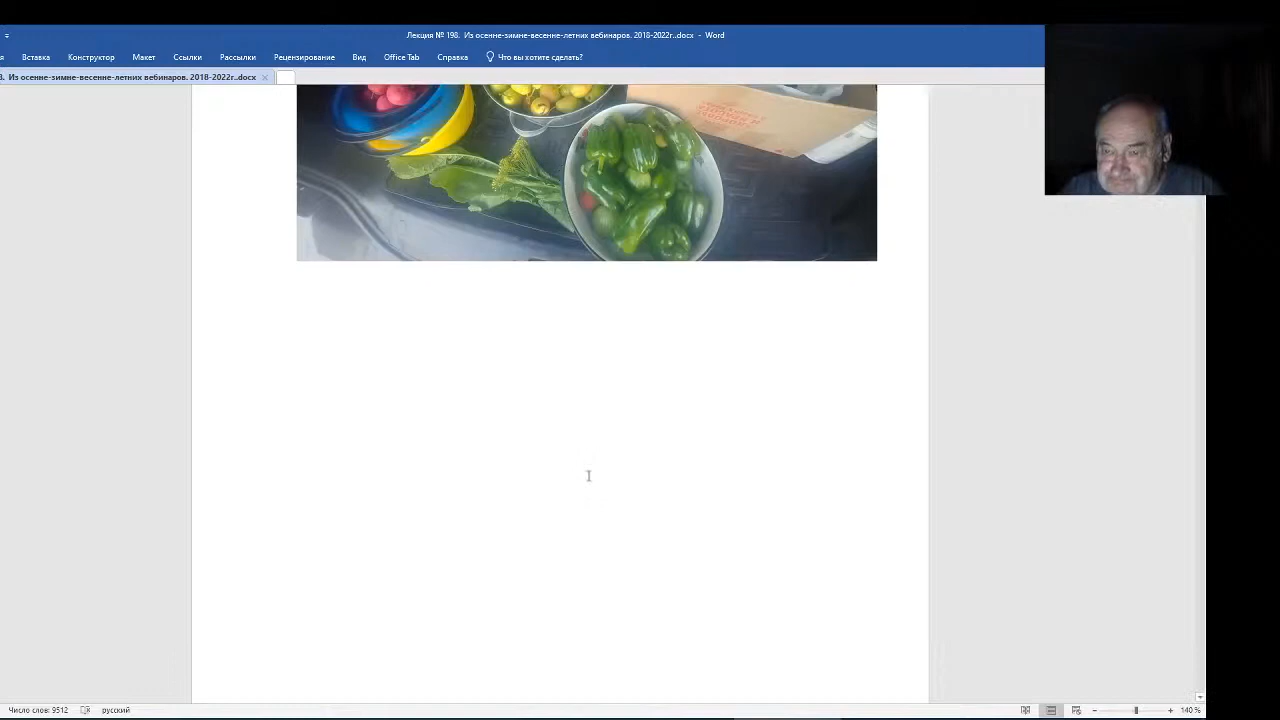 Лекция № 198. Из осенне-зимне-весенне-летних вебинаров. 2018-2022г..docx - Word
Вставка Конструктор Макет Ссылки Рассылки Рецензирование Вид Office Tab Справка Что вы хотите сделать?
8. Из осенне-зимне-весенне-летних вебинаров. 2018-2022г..docx
Число слов: 9512 русский 140 %